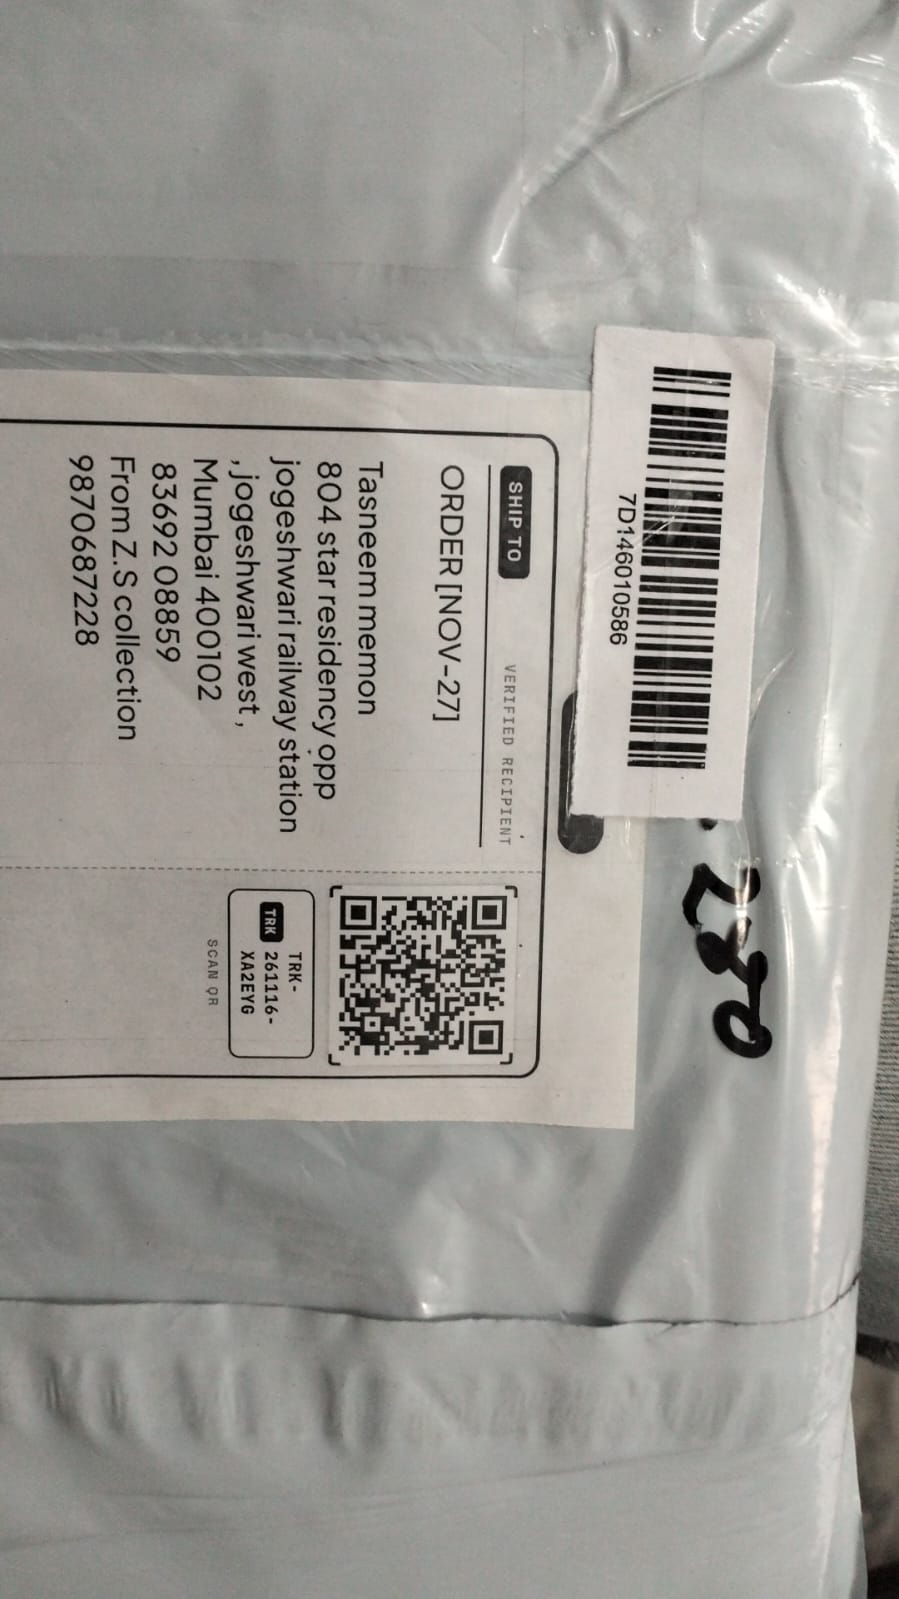 7D146010586
280
SHIP TO
VERIFIED RECIPIENT
ORDER [NOV-27]
Tasneem memon
804 star residency opp
jogeshwari railway station
, jogeshwari west ,
Mumbai 400102
83692 08859
From Z.S collection
9870687228
TRK
TRK-
261116-
XA2EYG
SCAN QR